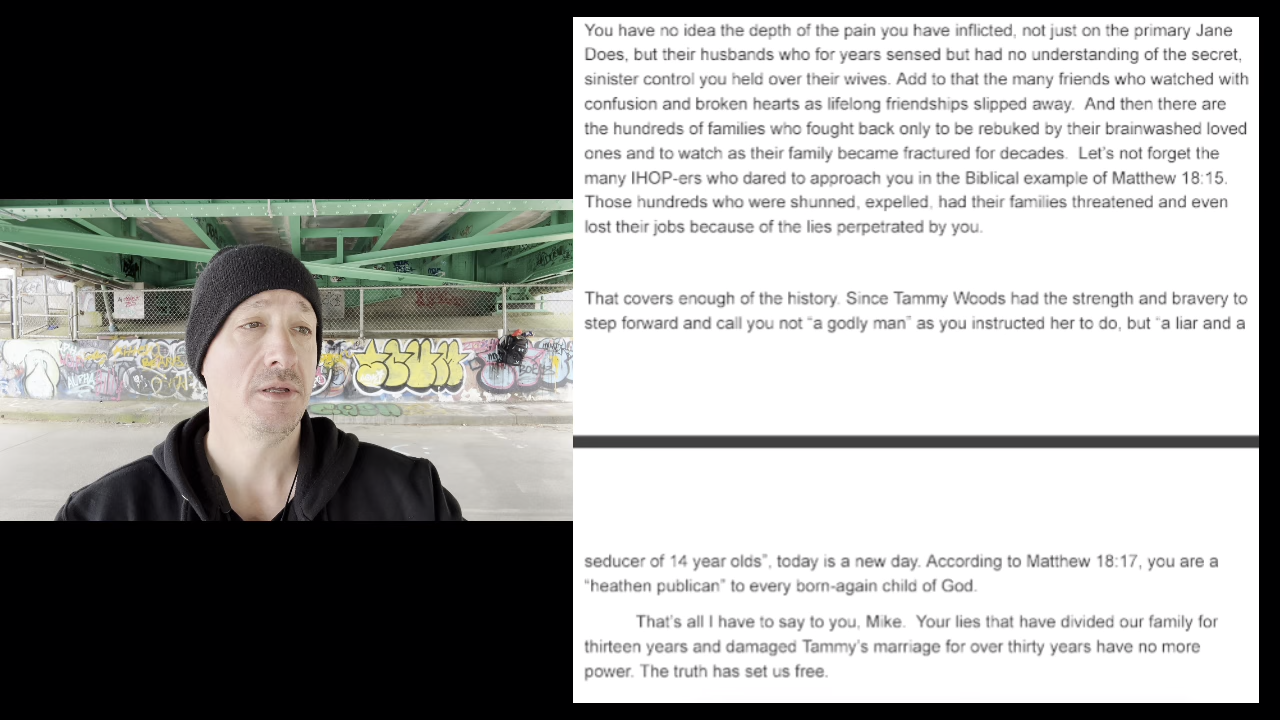 You have no idea the depth of the pain you have inflicted, not just on the primary Jane
Does, but their husbands who for years sensed but had no understanding of the secret,
sinister control you held over their wives. Add to that the many friends who watched with
confusion and broken hearts as lifelong friendships slipped away.  And then there are
the hundreds of families who fought back only to be rebuked by their brainwashed loved
ones and to watch as their family became fractured for decades.  Let's not forget the
many IHOP-ers who dared to approach you in the Biblical example of Matthew 18:15.
Those hundreds who were shunned, expelled, had their families threatened and even
lost their jobs because of the lies perpetrated by you.
That covers enough of the history. Since Tammy Woods had the strength and bravery to
step forward and call you not “a godly man” as you instructed her to do, but “a liar and a
seducer of 14 year olds”, today is a new day. According to Matthew 18:17, you are a
“heathen publican” to every born-again child of God.
That's all I have to say to you, Mike.  Your lies that have divided our family for
thirteen years and damaged Tammy's marriage for over thirty years have no more
power. The truth has set us free.